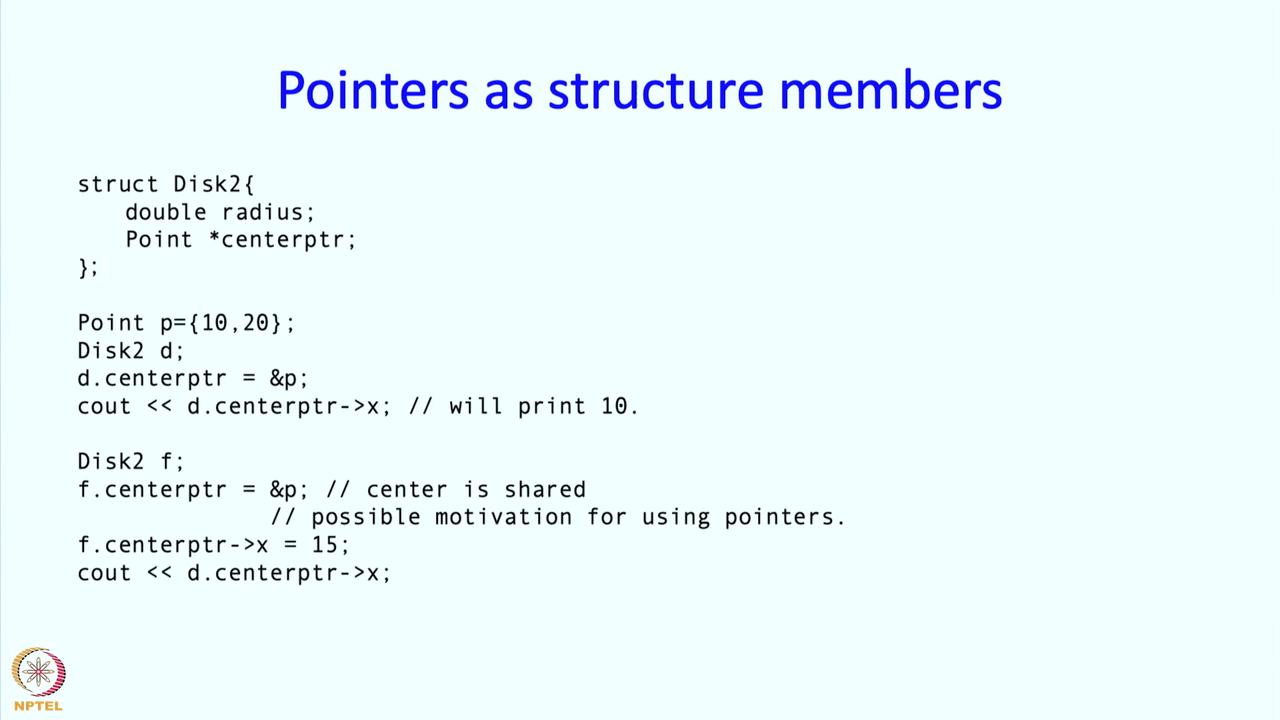 Pointers as structure members
struct Disk2{
    double radius;
    Point *centerptr;
};
Point p={10,20};
Disk2 d;
d.centerptr = &p;
cout << d.centerptr->x; // will print 10.
Disk2 f;
f.centerptr = &p; // center is shared
              // possible motivation for using pointers.
f.centerptr->x = 15;
cout << d.centerptr->x;
NPTEL